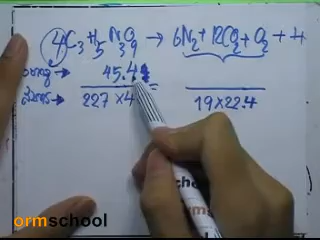 4C3H5N3O9 → 6N2 + 12CO2 + O2 + H
45.4
227 × 4 = 19 × 22.4
ormschool